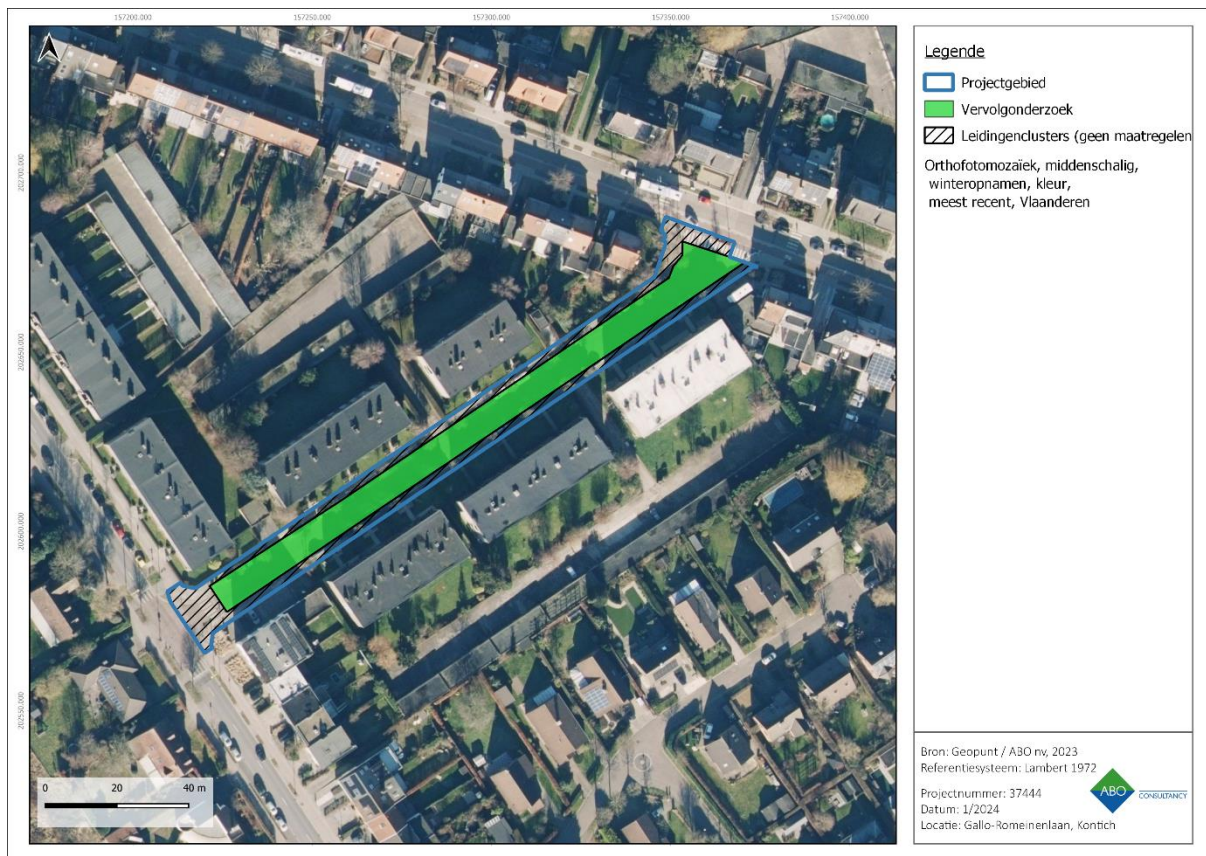 157200.000
157250.000
157300.000
157350.000
157400.000
202700.000
202650.000
202600.000
202550.000
0 20 40 m
Legende
Projectgebied
Vervolgonderzoek
Leidingenclusters (geen maatregelen
Orthofotomozaïek, middenschalig,
winteropnamen, kleur,
meest recent, Vlaanderen
Bron: Geopunt / ABO nv, 2023
Referentiesysteem: Lambert 1972
Projectnummer: 37444
Datum: 1/2024
Locatie: Gallo-Romeinenlaan, Kontich
ABO CONSULTANCY